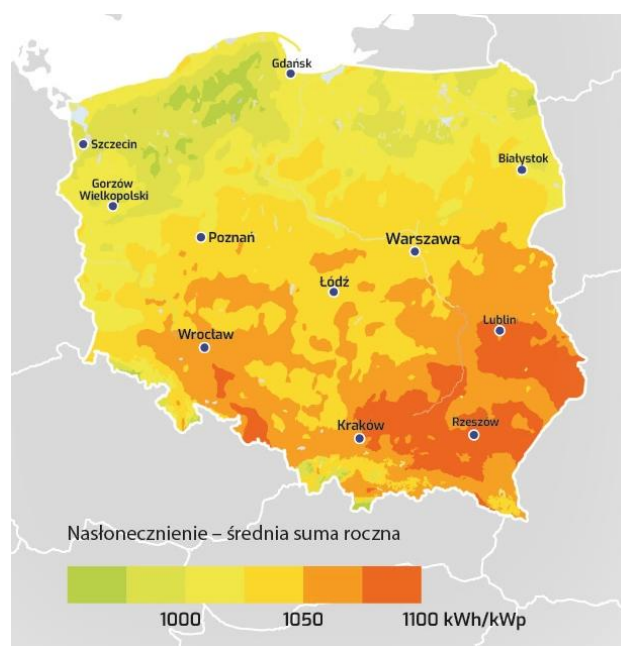 Gdańsk
Szczecin
Białystok
Gorzów
Wielkopolski
Poznań
Warszawa
Łódź
Lublin
Wrocław
Kraków
Rzeszów
Nasłonecznienie – średnia suma roczna
1000 1050 1100 kWh/kWp